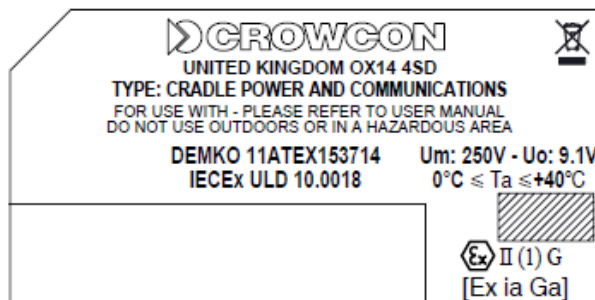 CROWCON
UNITED KINGDOM OX14 4SD
TYPE: CRADLE POWER AND COMMUNICATIONS
FOR USE WITH - PLEASE REFER TO USER MANUAL
DO NOT USE OUTDOORS OR IN A HAZARDOUS AREA
DEMKO 11ATEX153714 Um: 250V - Uo: 9.1V
IECEx ULD 10.0018 0°C ≤ Ta ≤+40°C
Ex II (1) G
[Ex ia Ga]